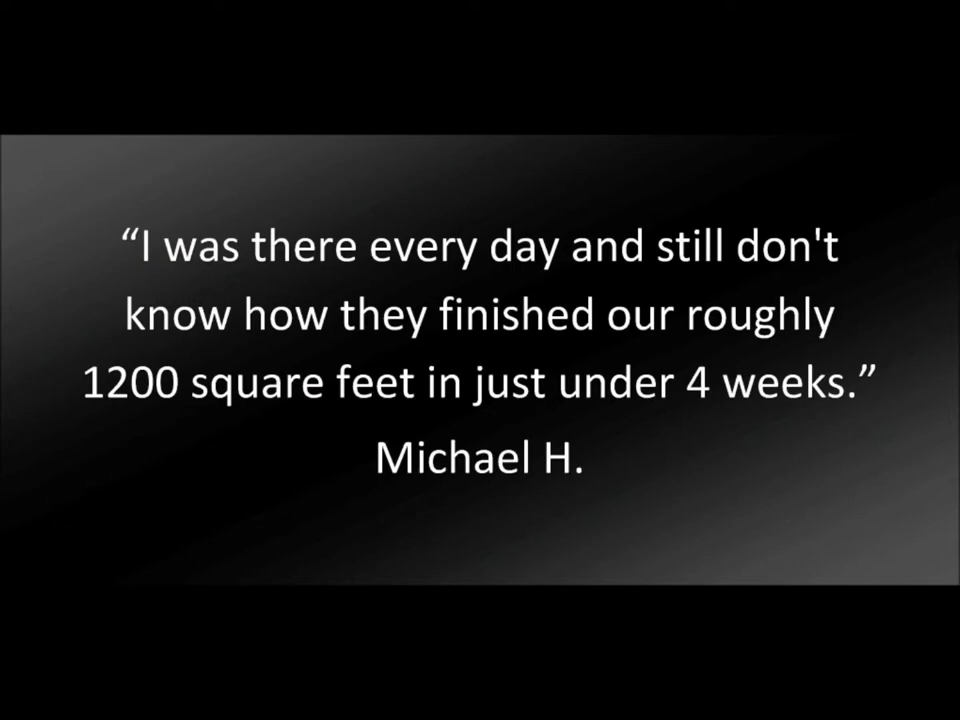 “I was there every day and still don't
know how they finished our roughly
1200 square feet in just under 4 weeks.”
Michael H.